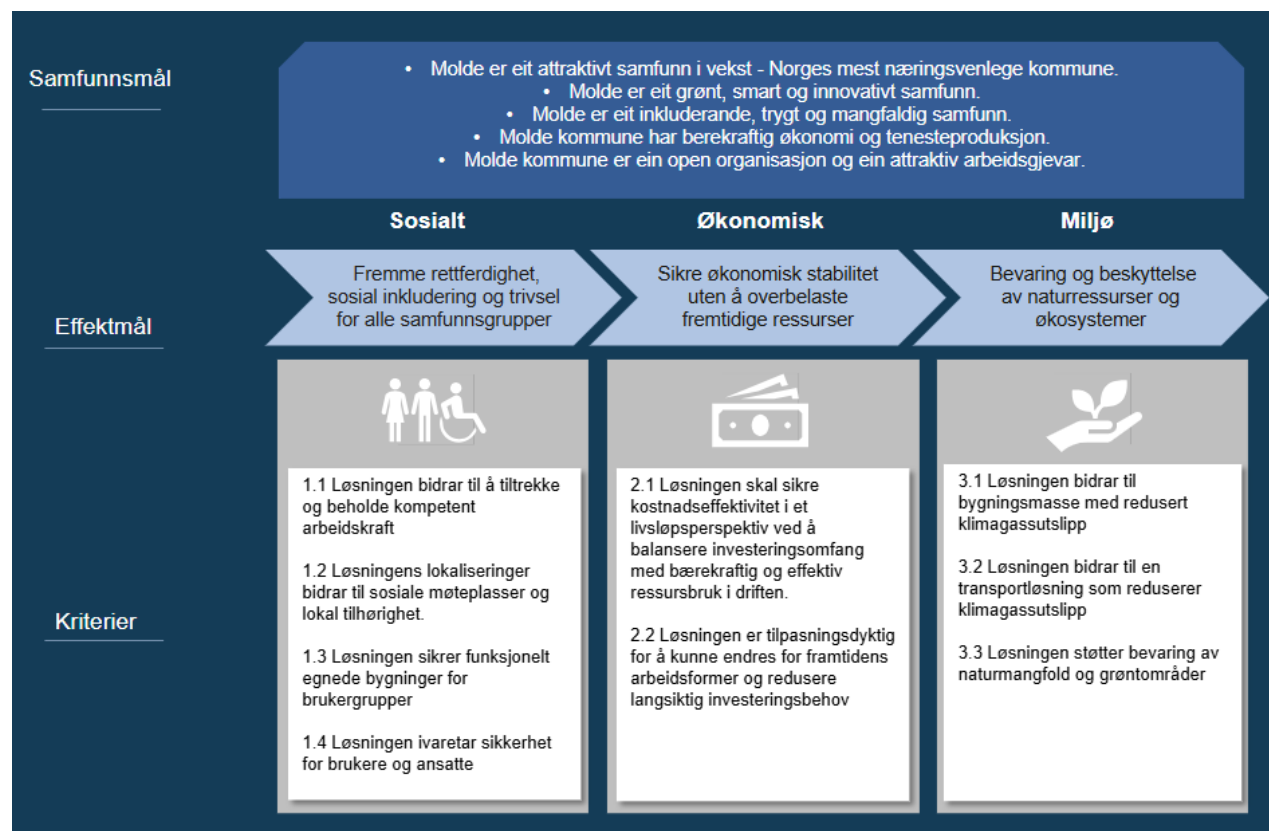 Samfunnsmål
• Molde er eit attraktivt samfunn i vekst - Norges mest næringsvenlege kommune.
• Molde er eit grønt, smart og innovativt samfunn.
• Molde er eit inkluderande, trygt og mangfaldig samfunn.
• Molde kommune har berekraftig økonomi og tenesteproduksjon.
• Molde kommune er ein open organisasjon og ein attraktiv arbeidsgjevar.
Sosialt
Økonomisk
Miljø
Effektmål
Fremme rettferdighet,
sosial inkludering og trivsel
for alle samfunnsgrupper
Sikre økonomisk stabilitet
uten å overbelaste
fremtidige ressurser
Bevaring og beskyttelse
av naturressurser og
økosystemer
Kriterier
1.1 Løsningen bidrar til å tiltrekke
og beholde kompetent
arbeidskraft
1.2 Løsningens lokaliseringer
bidrar til sosiale møteplasser og
lokal tilhørighet.
1.3 Løsningen sikrer funksjonelt
egnede bygninger for
brukergrupper
1.4 Løsningen ivaretar sikkerhet
for brukere og ansatte
2.1 Løsningen skal sikre
kostnadseffektivitet i et
livsløpsperspektiv ved å
balansere investeringsomfang
med bærekraftig og effektiv
ressursbruk i driften.
2.2 Løsningen er tilpasningsdyktig
for å kunne endres for framtidens
arbeidsformer og redusere
langsiktig investeringsbehov
3.1 Løsningen bidrar til
bygningsmasse med redusert
klimagassutslipp
3.2 Løsningen bidrar til en
transportløsning som reduserer
klimagassutslipp
3.3 Løsningen støtter bevaring av
naturmangfold og grøntområder